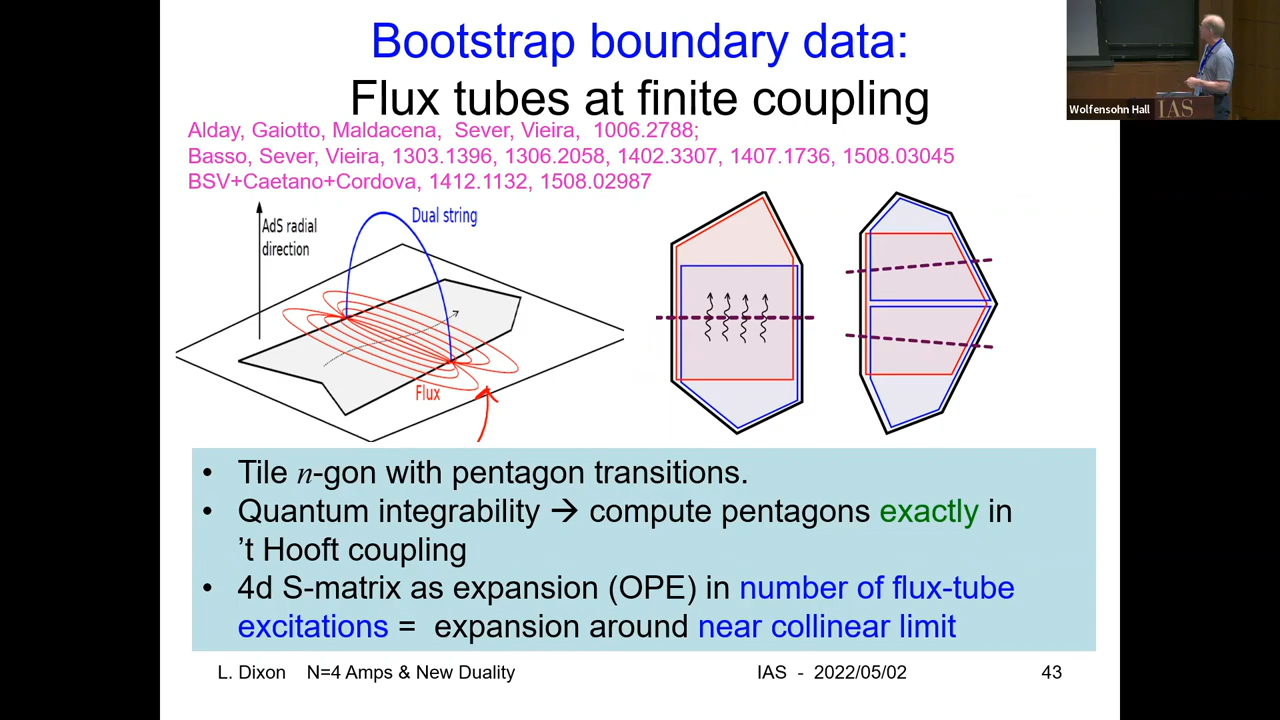 Bootstrap boundary data:
Flux tubes at finite coupling
Alday, Gaiotto, Maldacena, Sever, Vieira, 1006.2788;
Basso, Sever, Vieira, 1303.1396, 1306.2058, 1402.3307, 1407.1736, 1508.03045
BSV+Caetano+Cordova, 1412.1132, 1508.02987
Wolfensohn Hall
IAS
AdS radial
direction
Dual string
Flux
• Tile n-gon with pentagon transitions.
• Quantum integrability → compute pentagons exactly in
’t Hooft coupling
• 4d S-matrix as expansion (OPE) in number of flux-tube
excitations = expansion around near collinear limit
L. Dixon N=4 Amps & New Duality
IAS - 2022/05/02
43